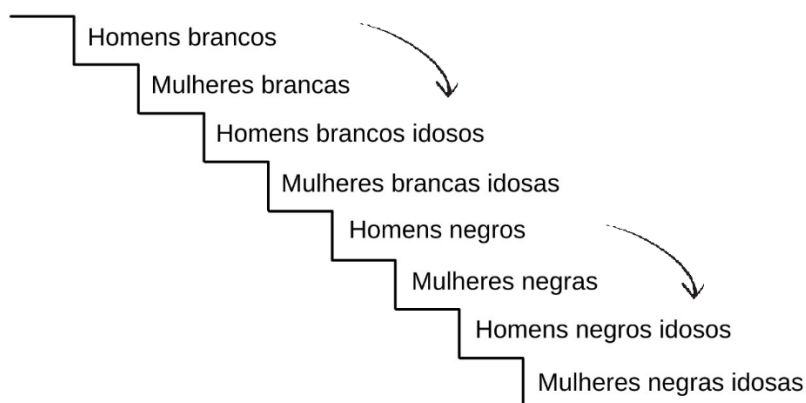 Homens brancos
Mulheres brancas
Homens brancos idosos
Mulheres brancas idosas
Homens negros
Mulheres negras
Homens negros idosos
Mulheres negras idosas